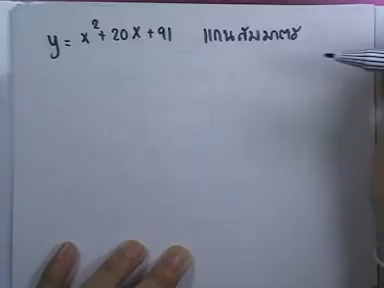 y = x² + 20x + 91 แกนสมมาตร